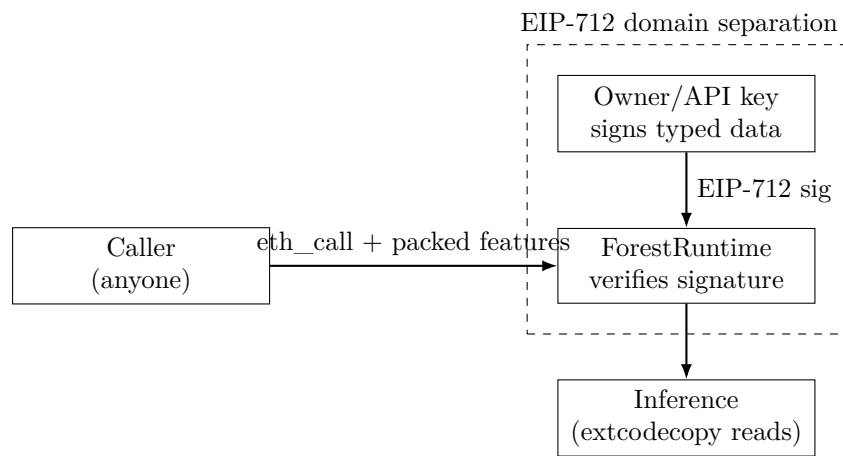 EIP-712 domain separation
Owner/API key
signs typed data
EIP-712 sig
Caller
(anyone)
eth_call + packed features
ForestRuntime
verifies signature
Inference
(extcodecopy reads)